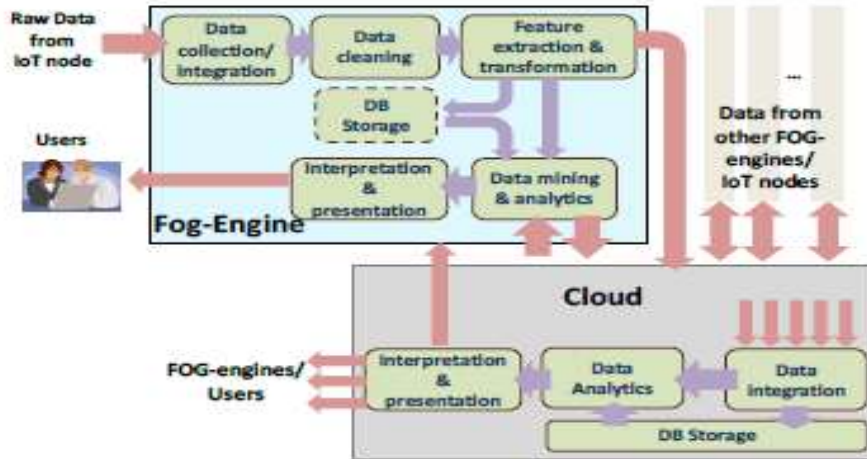 Raw Data
from
IoT node
Data
collection/
integration
Data
cleaning
Feature
extraction &
transformation
DB
Storage
Users
Interpretation
&
presentation
Data mining
& analytics
Fog-Engine
...
Data from
other FOG-
engines/
IoT nodes
Cloud
FOG-engines/
Users
Interpretation
&
presentation
Data
Analytics
Data
integration
DB Storage